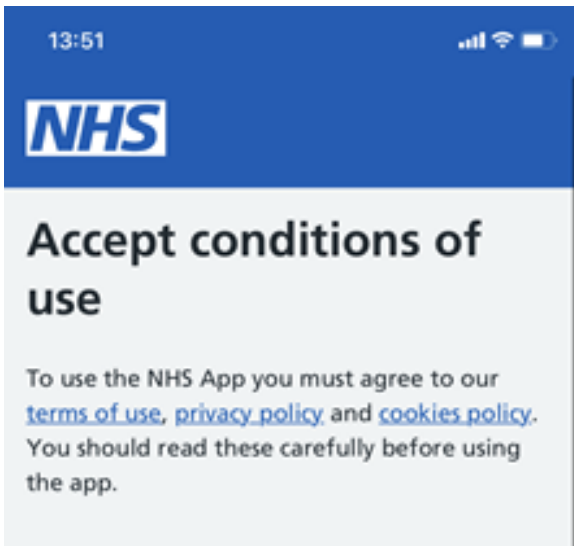 13:51
NHS
Accept conditions of
use
To use the NHS App you must agree to our
terms of use, privacy policy and cookies policy.
You should read these carefully before using
the app.